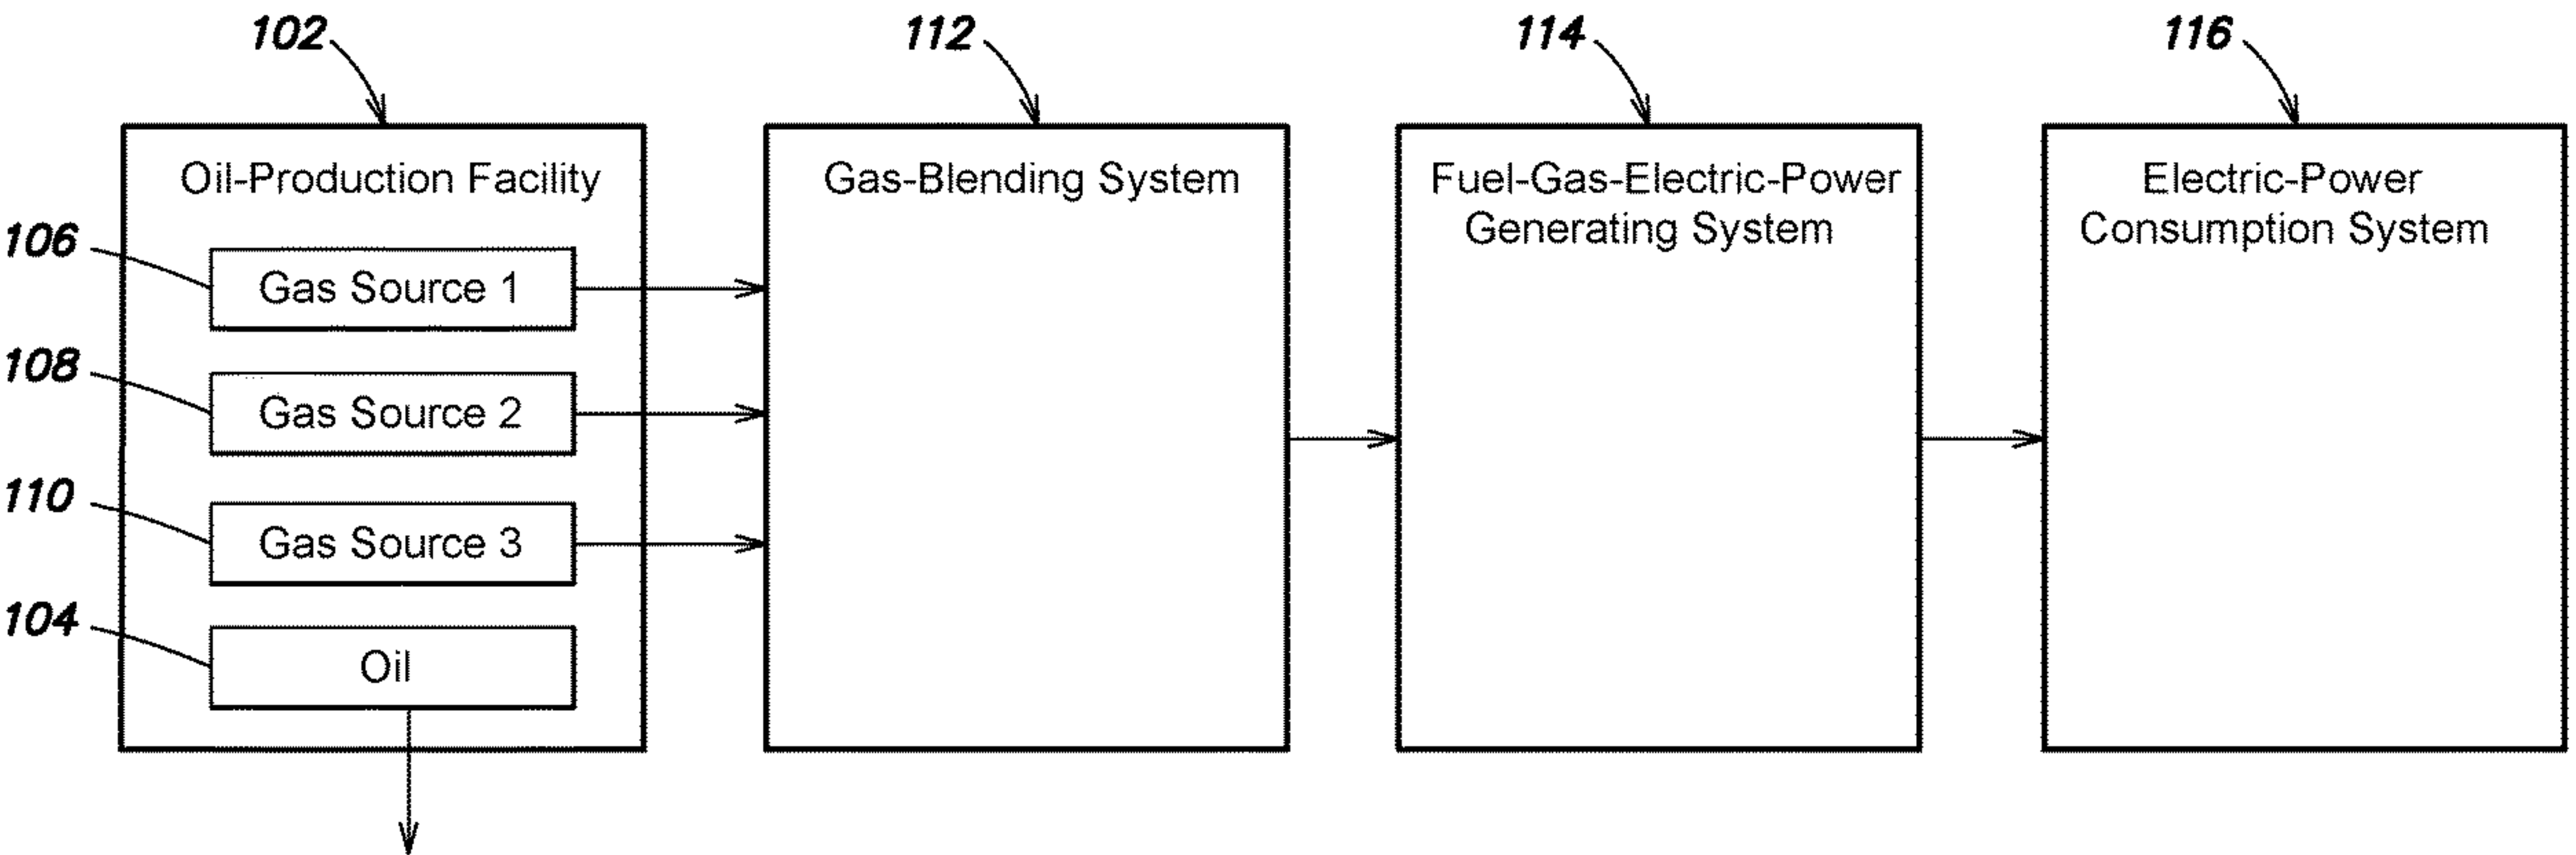 102
112
114
116
Oil-Production Facility
Gas-Blending System
Fuel-Gas-Electric-Power
Generating System
Electric-Power
Consumption System
106
Gas Source 1
108
Gas Source 2
110
Gas Source 3
104
Oil